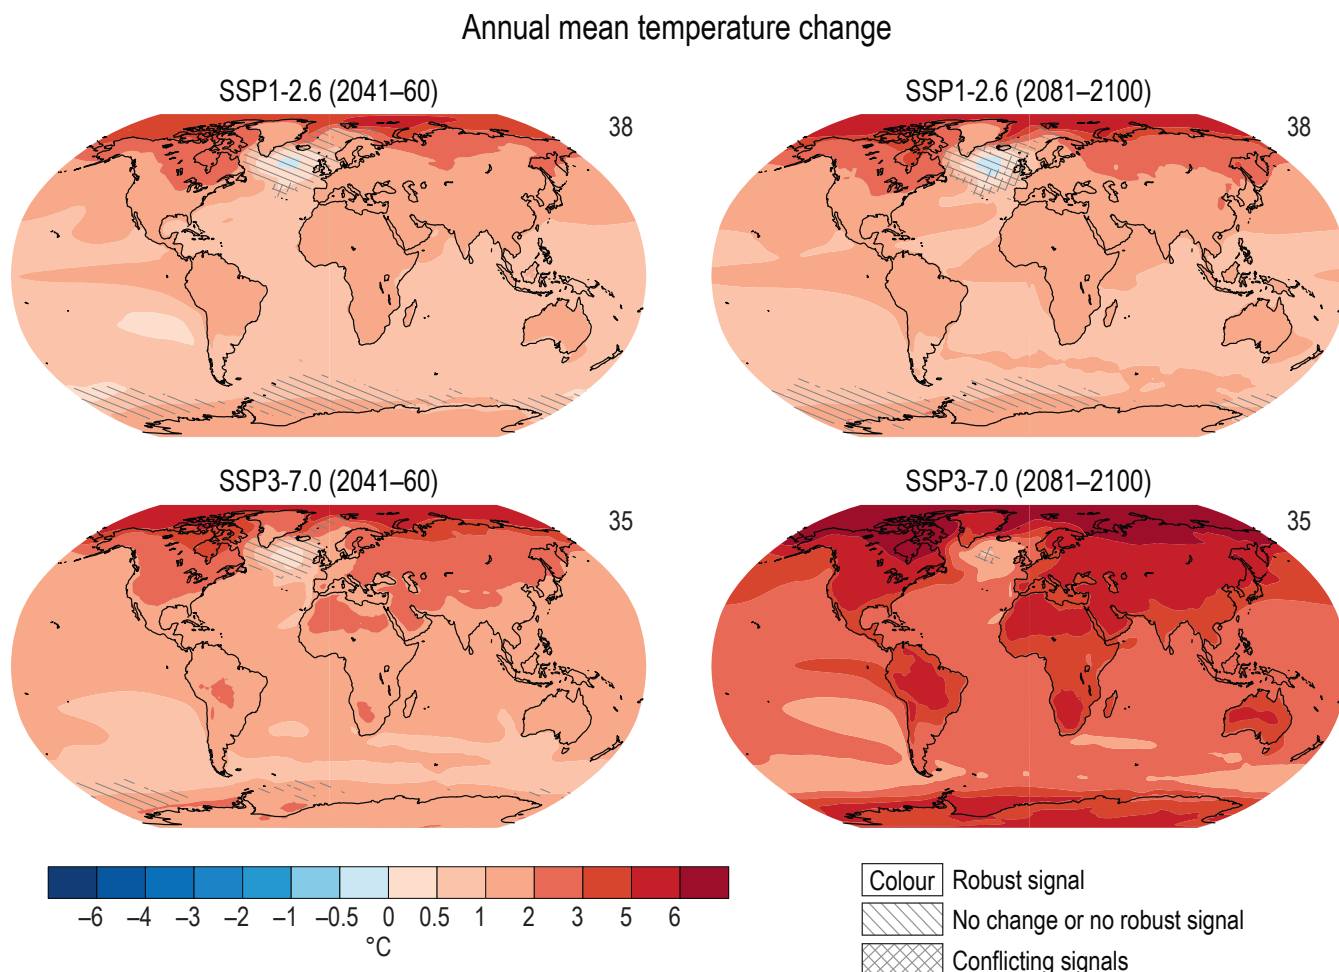 Annual mean temperature change
SSP1-2.6 (2041–60)
38
SSP1-2.6 (2081–2100)
38
SSP3-7.0 (2041–60)
35
SSP3-7.0 (2081–2100)
35
–6 –4 –3 –2 –1 –0.5 0 0.5 1 2 3 5 6
°C
Colour Robust signal
No change or no robust signal
Conflicting signals